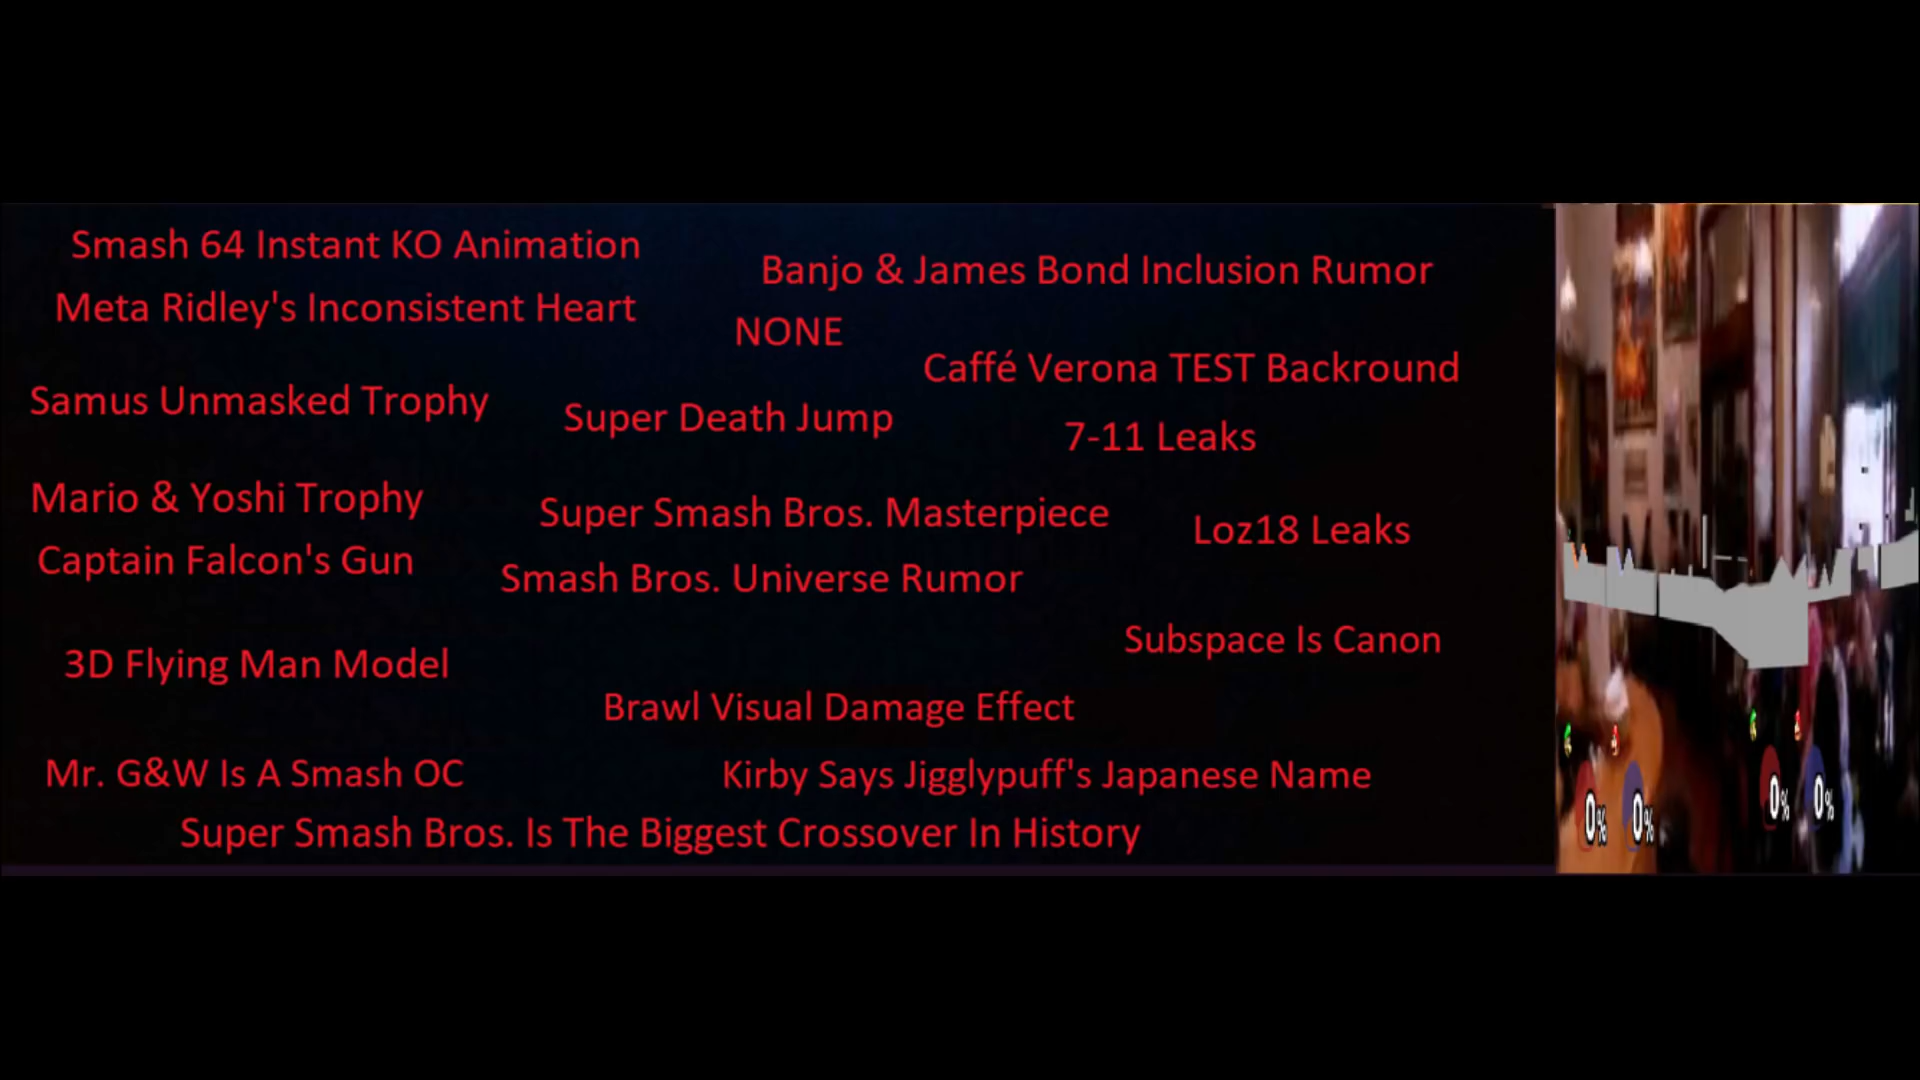 Smash 64 Instant KO Animation
Banjo & James Bond Inclusion Rumor
Meta Ridley's Inconsistent Heart
NONE
Caffé Verona TEST Backround
Samus Unmasked Trophy
Super Death Jump
7-11 Leaks
Mario & Yoshi Trophy
Super Smash Bros. Masterpiece
Loz18 Leaks
Captain Falcon's Gun
Smash Bros. Universe Rumor
Subspace Is Canon
3D Flying Man Model
Brawl Visual Damage Effect
Mr. G&W Is A Smash OC
Kirby Says Jigglypuff's Japanese Name
Super Smash Bros. Is The Biggest Crossover In History
0% 0% 0% 0%